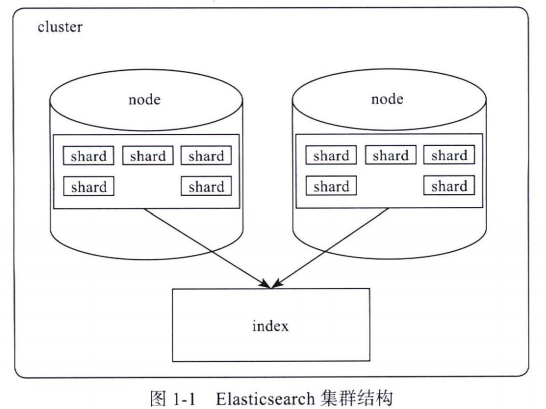 cluster
node
node
shard shard shard
shard shard
shard shard shard
shard shard
index
图 1-1 Elasticsearch 集群结构